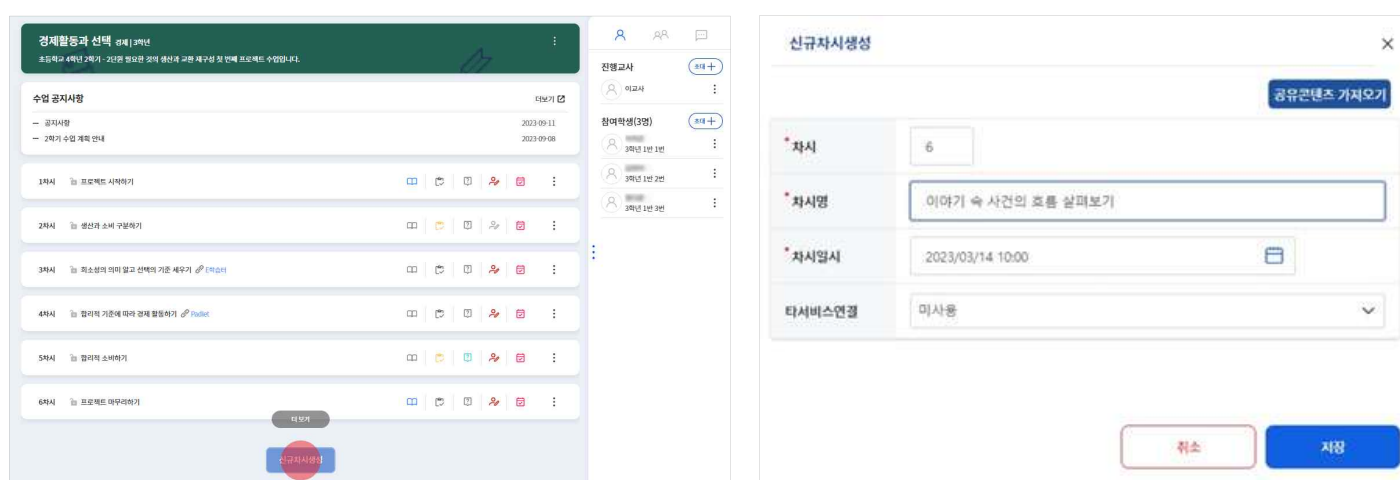 경제활동과 선택 경제 | 3학년
초등학교 4학년 2학기 - 2단원 필요한 것의 생산과 교환 재구성 첫 번째 프로젝트 수업입니다.
수업 공지사항
더보기
– 공지사항
2023-09-11
– 2학기 수업 계획 안내
2023-09-08
1차시 프로젝트 시작하기
2차시 생산과 소비 구분하기
3차시 희소성의 의미 알고 선택의 기준 세우기 E학습터
4차시 합리적 기준에 따라 경제 활동하기 Padlet
5차시 합리적 소비하기
6차시 프로젝트 마무리하기
더보기
신규차시생성
진행교사
초대 +
이교사
참여학생(3명)
초대 +
3학년 1반 1번
3학년 1반 2번
3학년 1반 3번
신규차시생성
공유콘텐츠 가져오기
*차시
6
*차시명
이야기 속 사건의 흐름 살펴보기
*차시일시
2023/03/14 10:00
타서비스연결
미사용
취소
저장